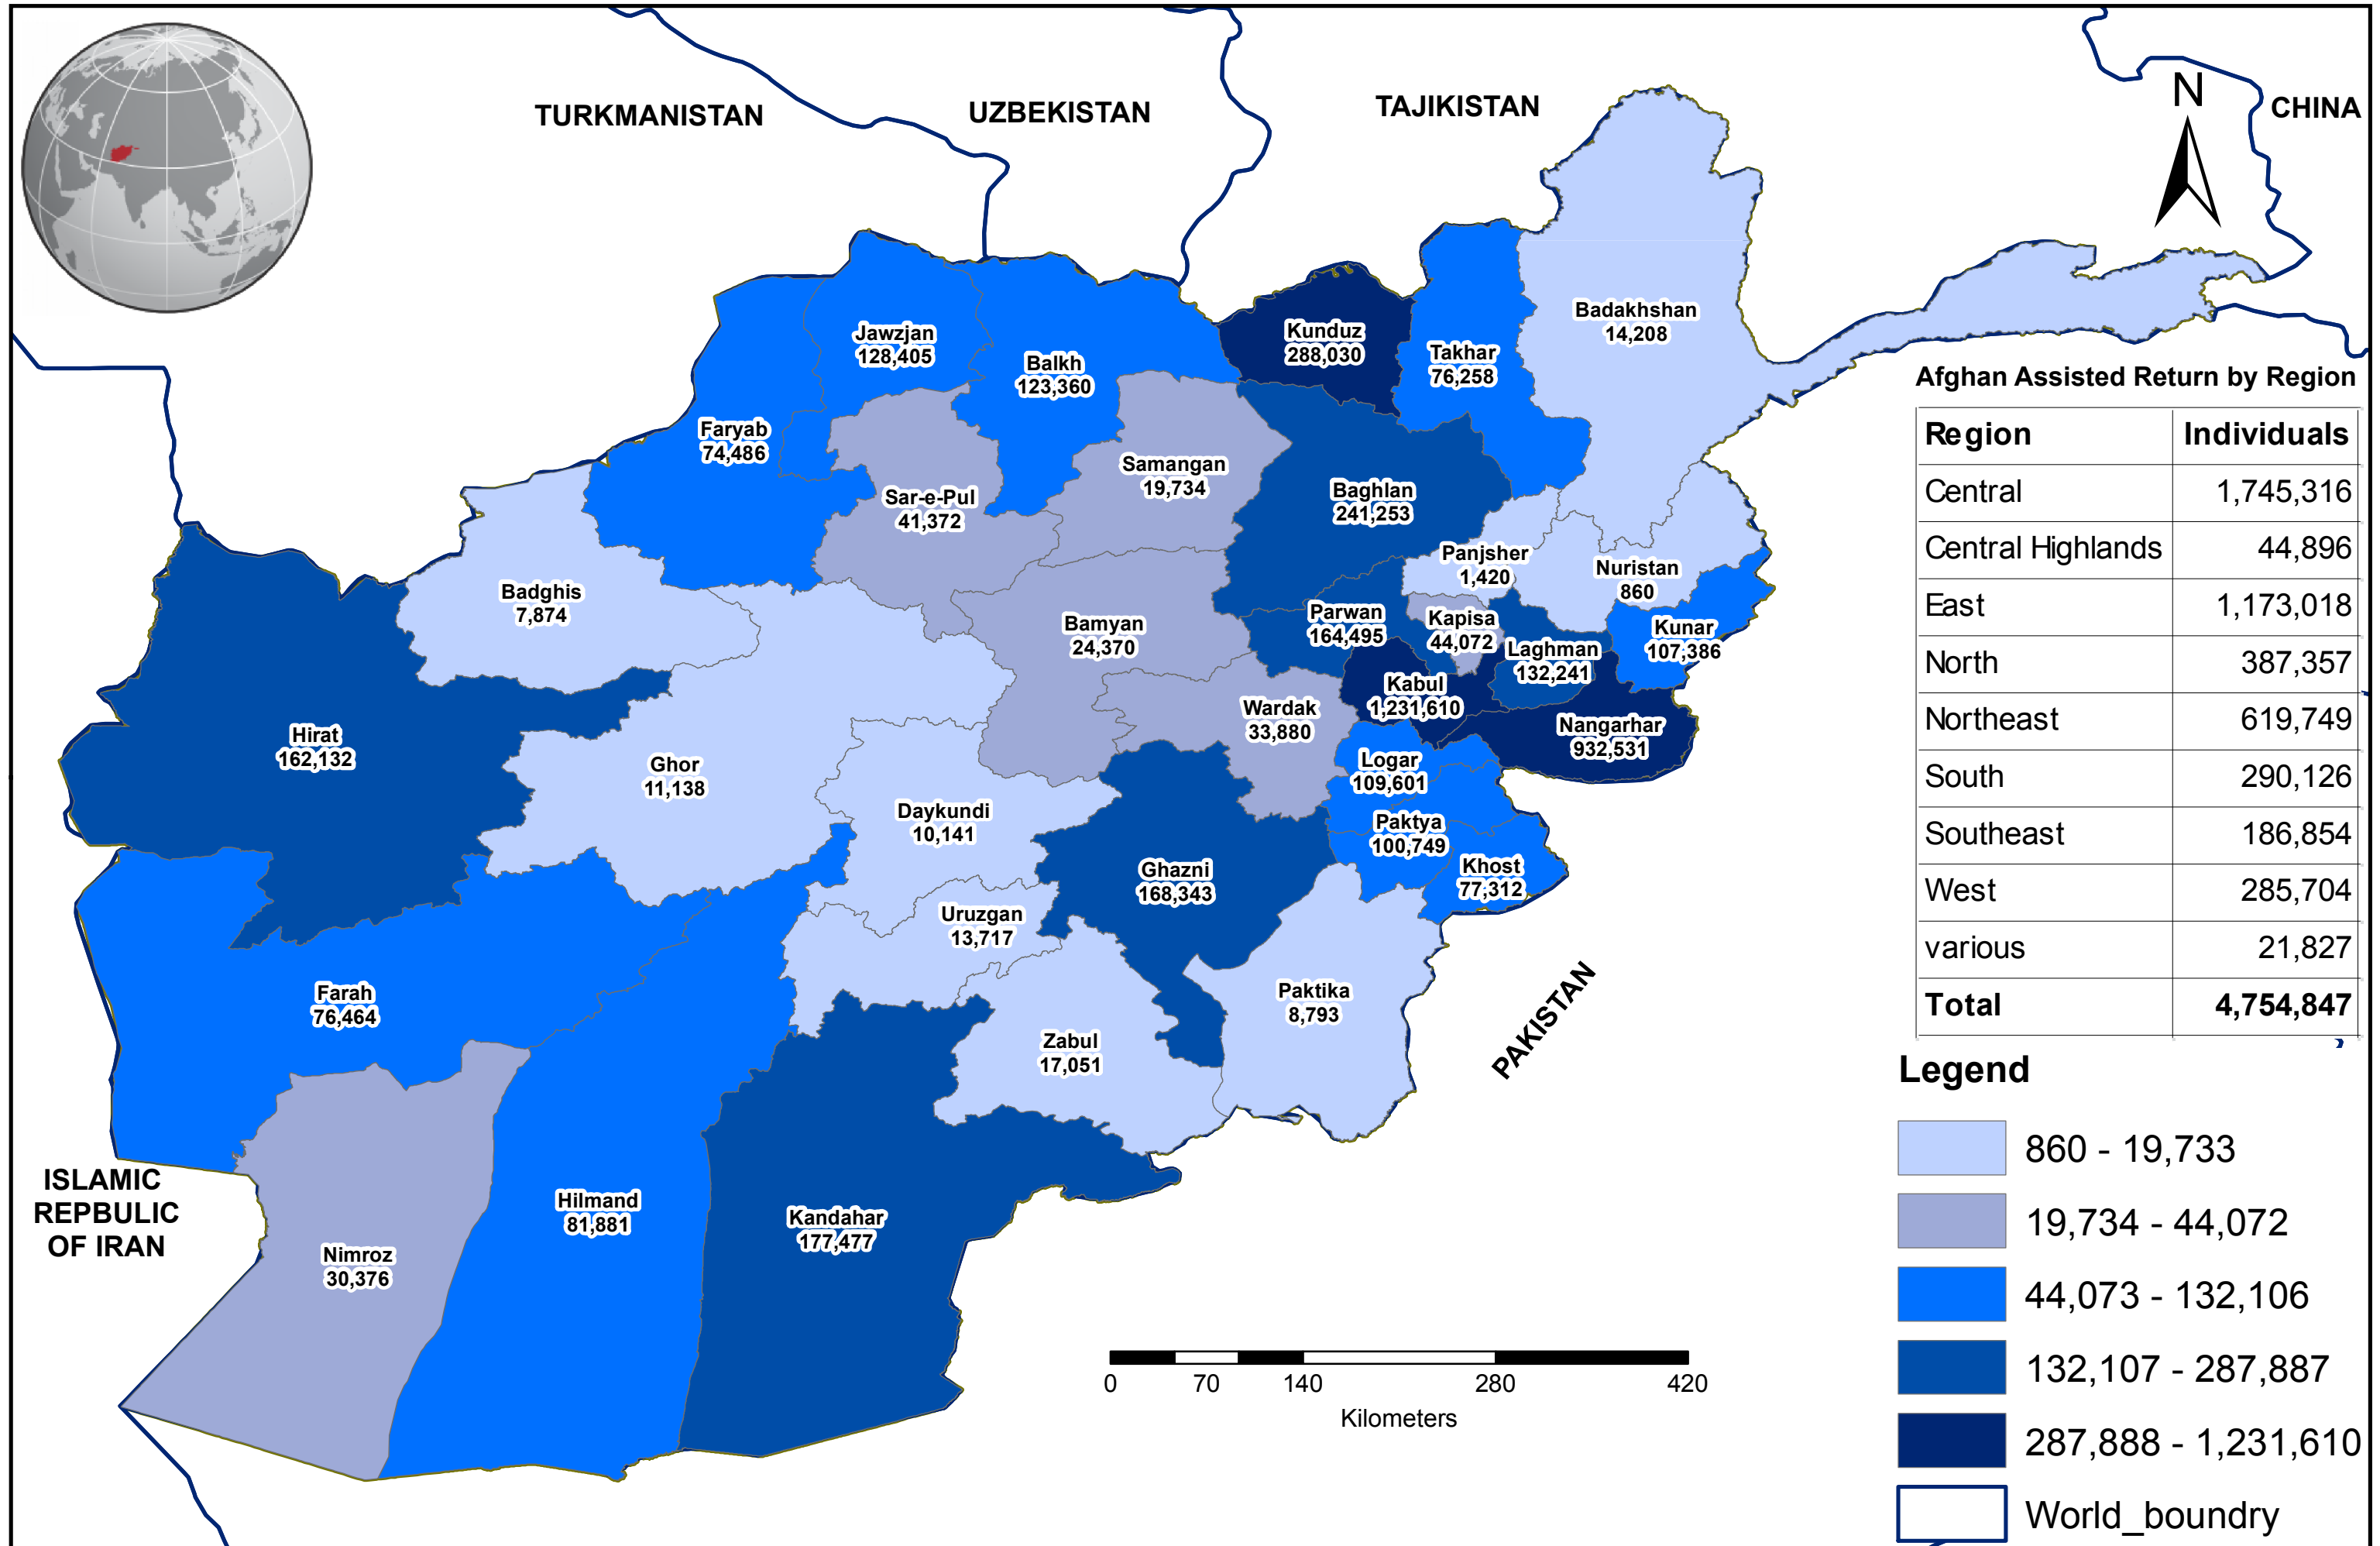 TURKMANISTAN
UZBEKISTAN
TAJIKISTAN
CHINA
N
Jawzjan
128,405
Balkh
123,360
Kunduz
288,030
Takhar
76,258
Badakhshan
14,208
Faryab
74,486
Sar-e-Pul
41,372
Samangan
19,734
Baghlan
241,253
Badghis
7,874
Panjsher
1,420
Nuristan
860
Bamyan
24,370
Parwan
164,495
Kapisa
44,072
Laghman
132,241
Kunar
107,386
Hirat
162,132
Ghor
11,138
Wardak
33,880
Kabul
1,231,610
Nangarhar
932,531
Logar
109,601
Daykundi
10,141
Paktya
100,749
Ghazni
168,343
Khost
77,312
Uruzgan
13,717
Farah
76,464
Paktika
8,793
Zabul
17,051
PAKISTAN
ISLAMIC
REPBULIC
OF IRAN
Hilmand
81,881
Kandahar
177,477
Nimroz
30,376
0 70 140 280 420
Kilometers
Afghan Assisted Return by Region
Region Individuals
Central 1,745,316
Central Highlands 44,896
East 1,173,018
North 387,357
Northeast 619,749
South 290,126
Southeast 186,854
West 285,704
various 21,827
Total 4,754,847
Legend
860 - 19,733
19,734 - 44,072
44,073 - 132,106
132,107 - 287,887
287,888 - 1,231,610
World_boundry